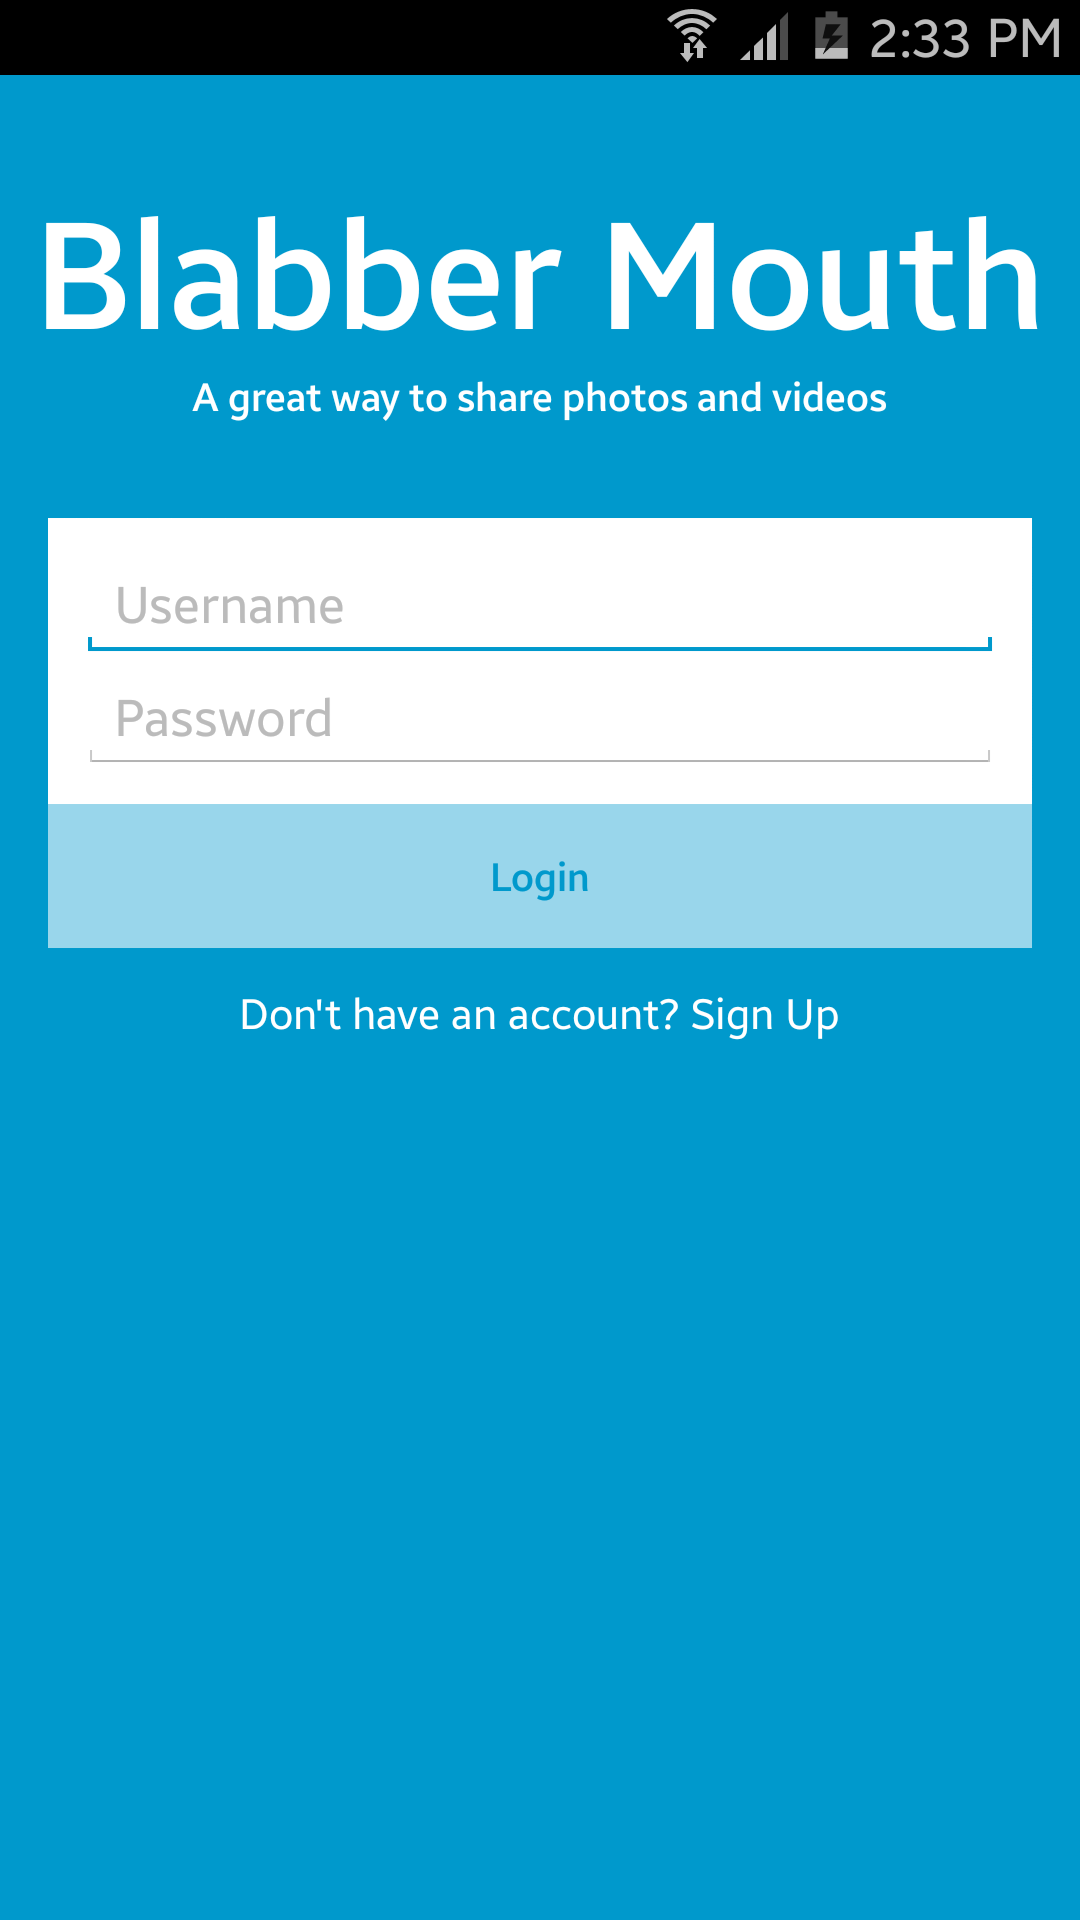 2:33 PM
Blabber Mouth
A great way to share photos and videos
Username
Password
Login
Don't have an account? Sign Up